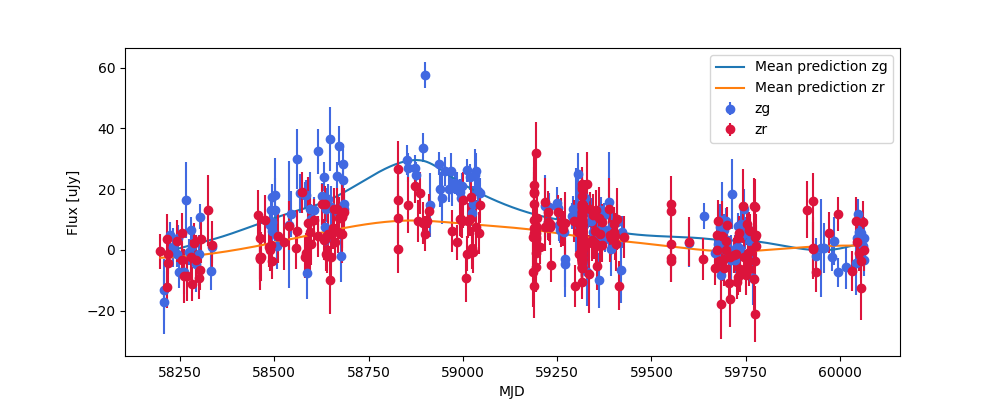 Mean prediction zg
Mean prediction zr
zg
zr
Flux [uJy]
60
40
20
0
−20
58250 58500 58750 59000 59250 59500 59750 60000
MJD